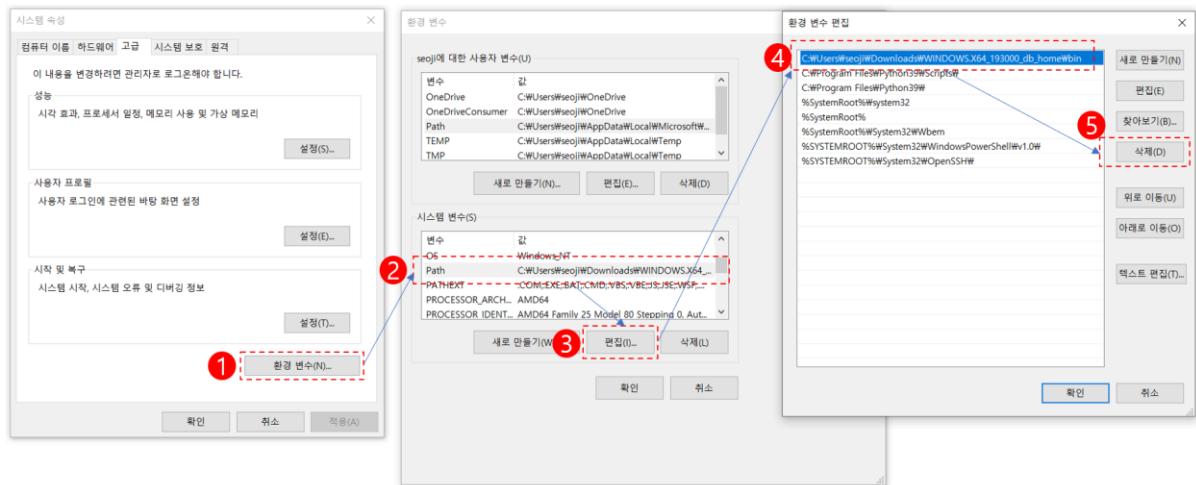 시스템 속성
컴퓨터 이름 하드웨어 고급 시스템 보호 원격
이 내용을 변경하려면 관리자로 로그온해야 합니다.
성능
시각 효과, 프로세서 일정, 메모리 사용 및 가상 메모리
설정(S)...
사용자 프로필
사용자 로그인에 관련된 바탕 화면 설정
설정(E)...
시작 및 복구
시스템 시작, 시스템 오류 및 디버깅 정보
설정(T)...
1
환경 변수(N)...
확인 취소 적용(A)
환경 변수
seoji에 대한 사용자 변수(U)
변수 값
OneDrive C:₩Users₩seoji₩OneDrive
OneDriveConsumer C:₩Users₩seoji₩OneDrive
Path C:₩Users₩seoji₩AppData₩Local₩Microsoft₩...
TEMP C:₩Users₩seoji₩AppData₩Local₩Temp
TMP C:₩Users₩seoji₩AppData₩Local₩Temp
새로 만들기(N)... 편집(E)... 삭제(D)
시스템 변수(S)
변수 값
OS Windows_NT
2
Path C:₩Users₩seoji₩Downloads₩WINDOWS.X64_...
PATHEXT .COM;.EXE;.BAT;.CMD;.VBS;.VBE;.JS;.JSE;.WSF;...
PROCESSOR_ARCH... AMD64
PROCESSOR_IDENT... AMD64 Family 25 Model 80 Stepping 0, Aut...
새로 만들기(W 3 편집(I)... 삭제(L)
확인 취소
환경 변수 편집
4
C:₩Users₩seoji₩Downloads₩WINDOWS.X64_193000_db_home₩bin
C:₩Program Files₩Python39₩Scripts₩
C:₩Program Files₩Python39₩
%SystemRoot%₩system32
%SystemRoot%
%SystemRoot%₩System32₩Wbem
%SYSTEMROOT%₩System32₩WindowsPowerShell₩v1.0₩
%SYSTEMROOT%₩System32₩OpenSSH₩
새로 만들기(N)
편집(E)
찾아보기(B)...
5
삭제(D)
위로 이동(U)
아래로 이동(O)
텍스트 편집(T)...
확인 취소